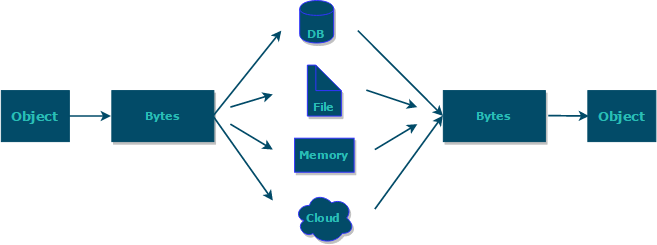 Object
Bytes
DB
File
Memory
Cloud
Bytes
Object